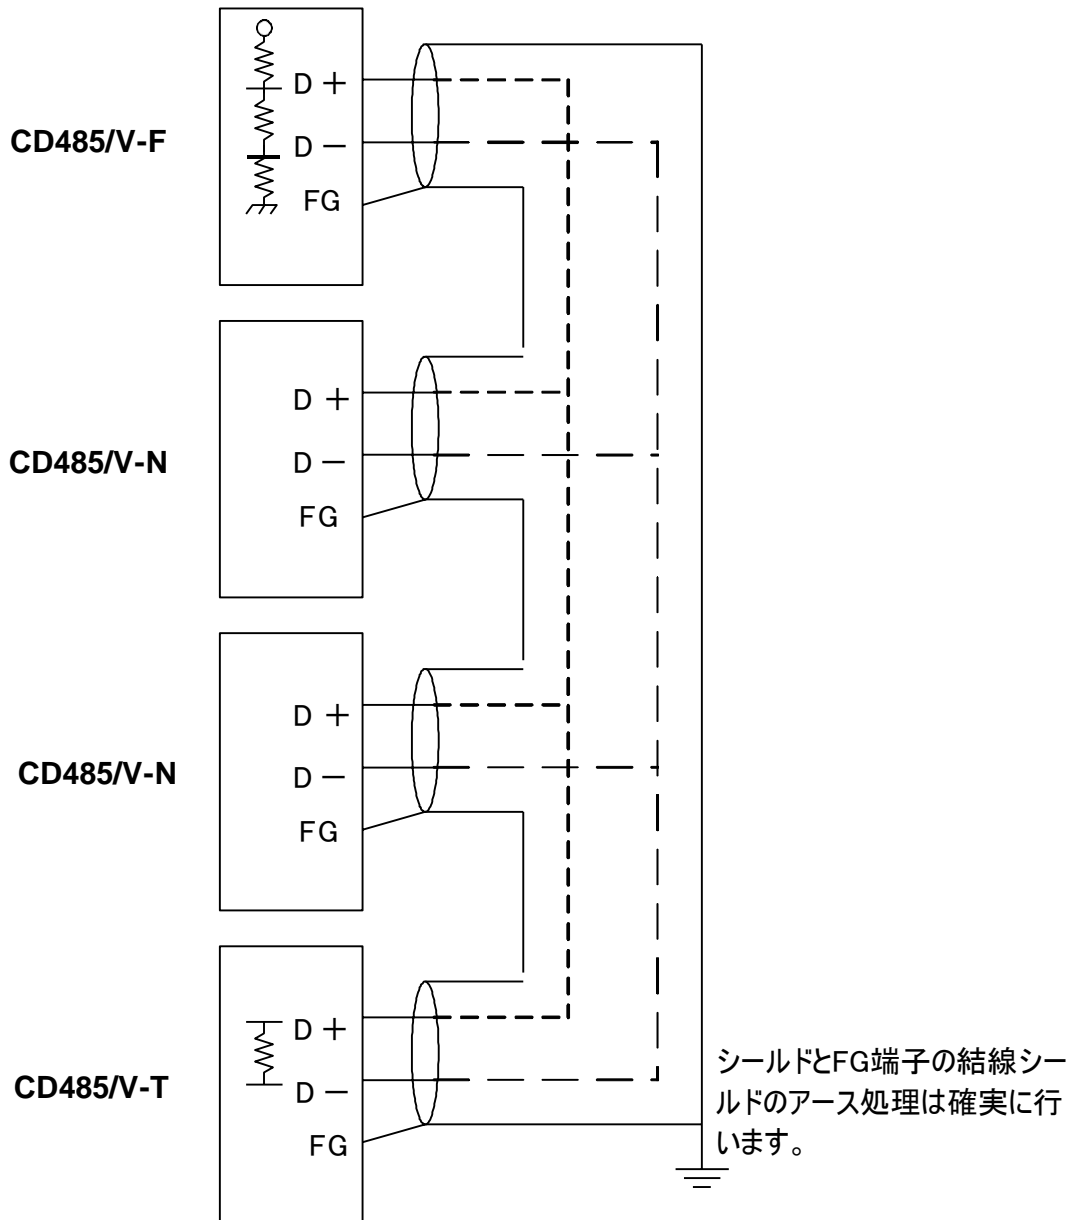 D +
CD485/V-F
D −
FG
D +
CD485/V-N
D −
FG
D +
CD485/V-N
D −
FG
D +
CD485/V-T
D −
FG
シールドとFG端子の結線シー
ルドのアース処理は確実に行
います。